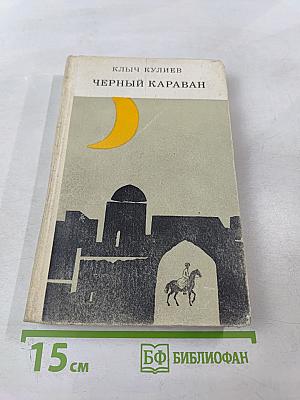 КЛЫЧ КУЛИЕВ
ЧЕРНЫЙ КАРАВАН
15 см
БФ БИБЛИОФАН